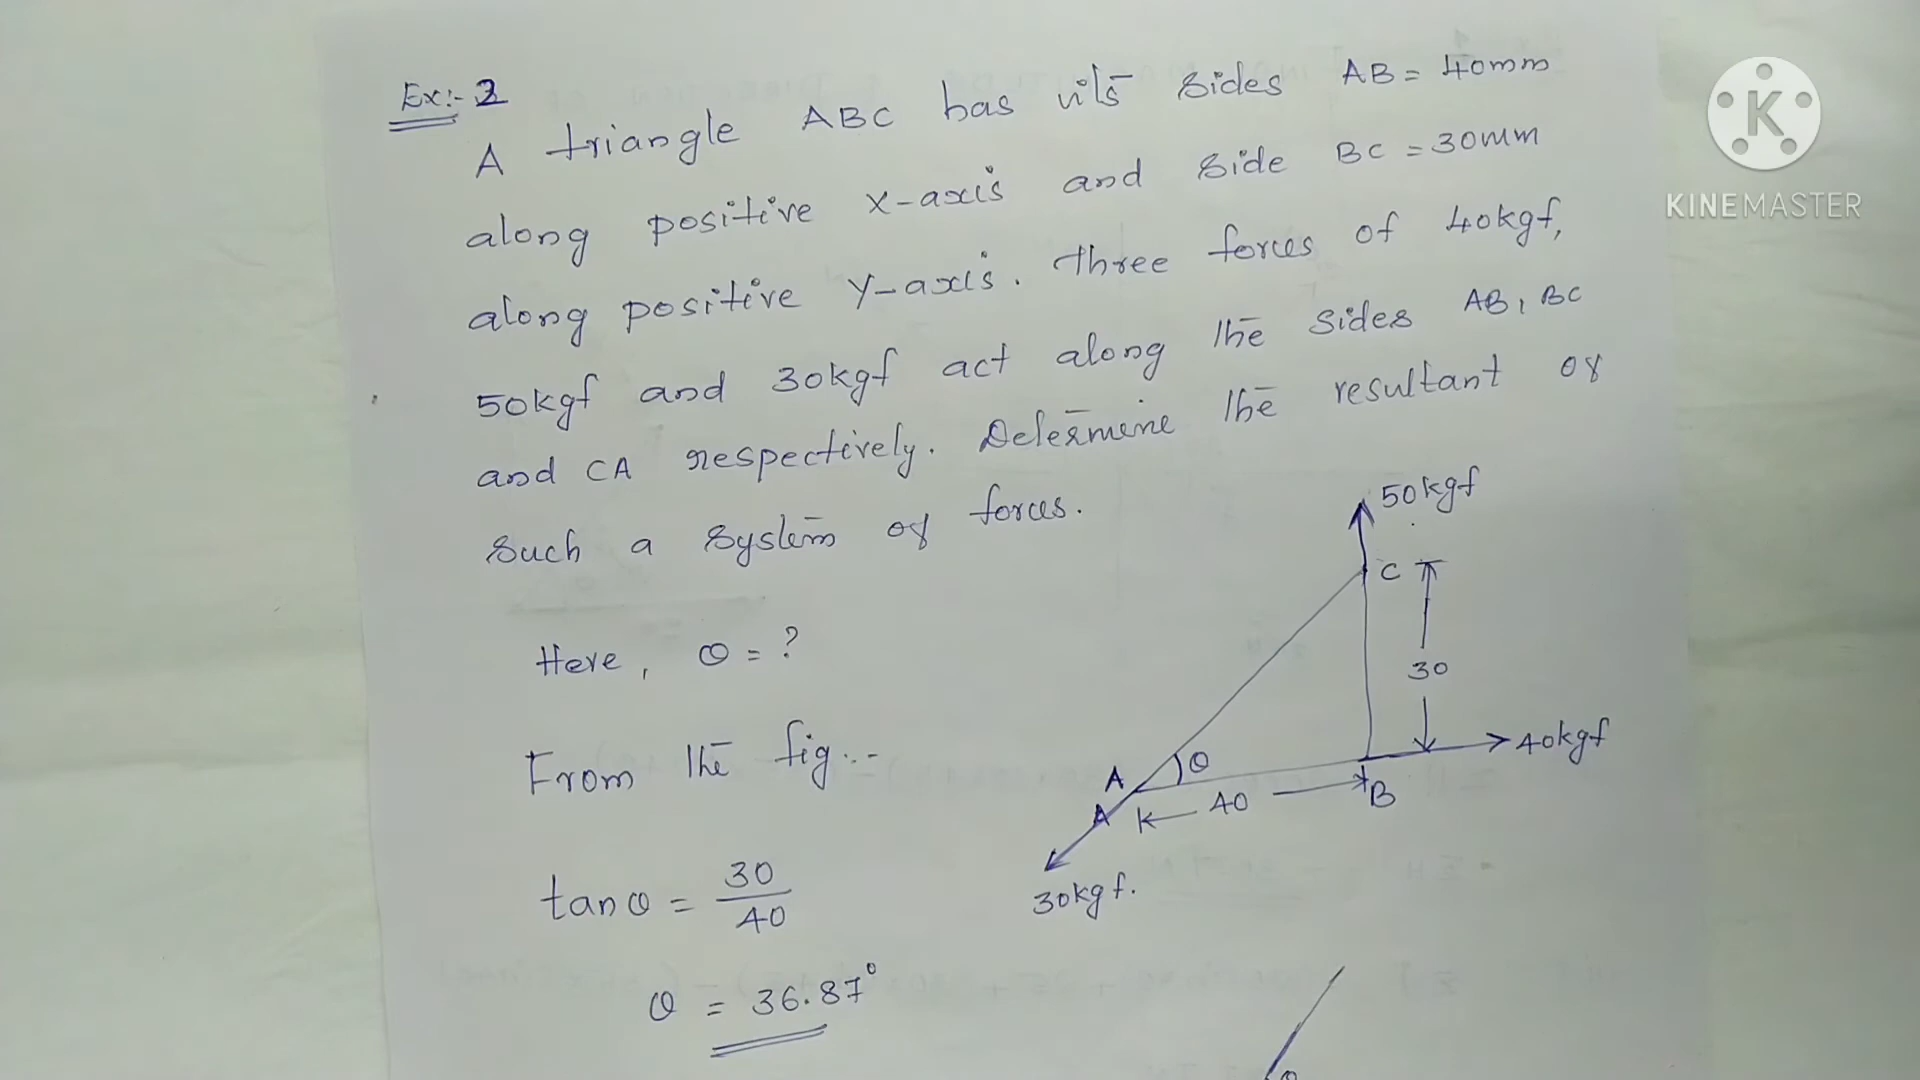 Ex:- 2
A triangle ABC has its sides AB = 40mm
along positive X-axis and side BC = 30mm
along positive Y-axis. three forces of 40kgf,
50kgf and 30kgf act along the sides AB, BC
and CA respectively. Determine the resultant of
such a system of forces.
50kgf
C
30
Here, θ = ?
From the fig...
A
θ
40kgf
A
40
B
30kgf.
tan θ = 30/40
θ = 36.87°
K
KINEMASTER